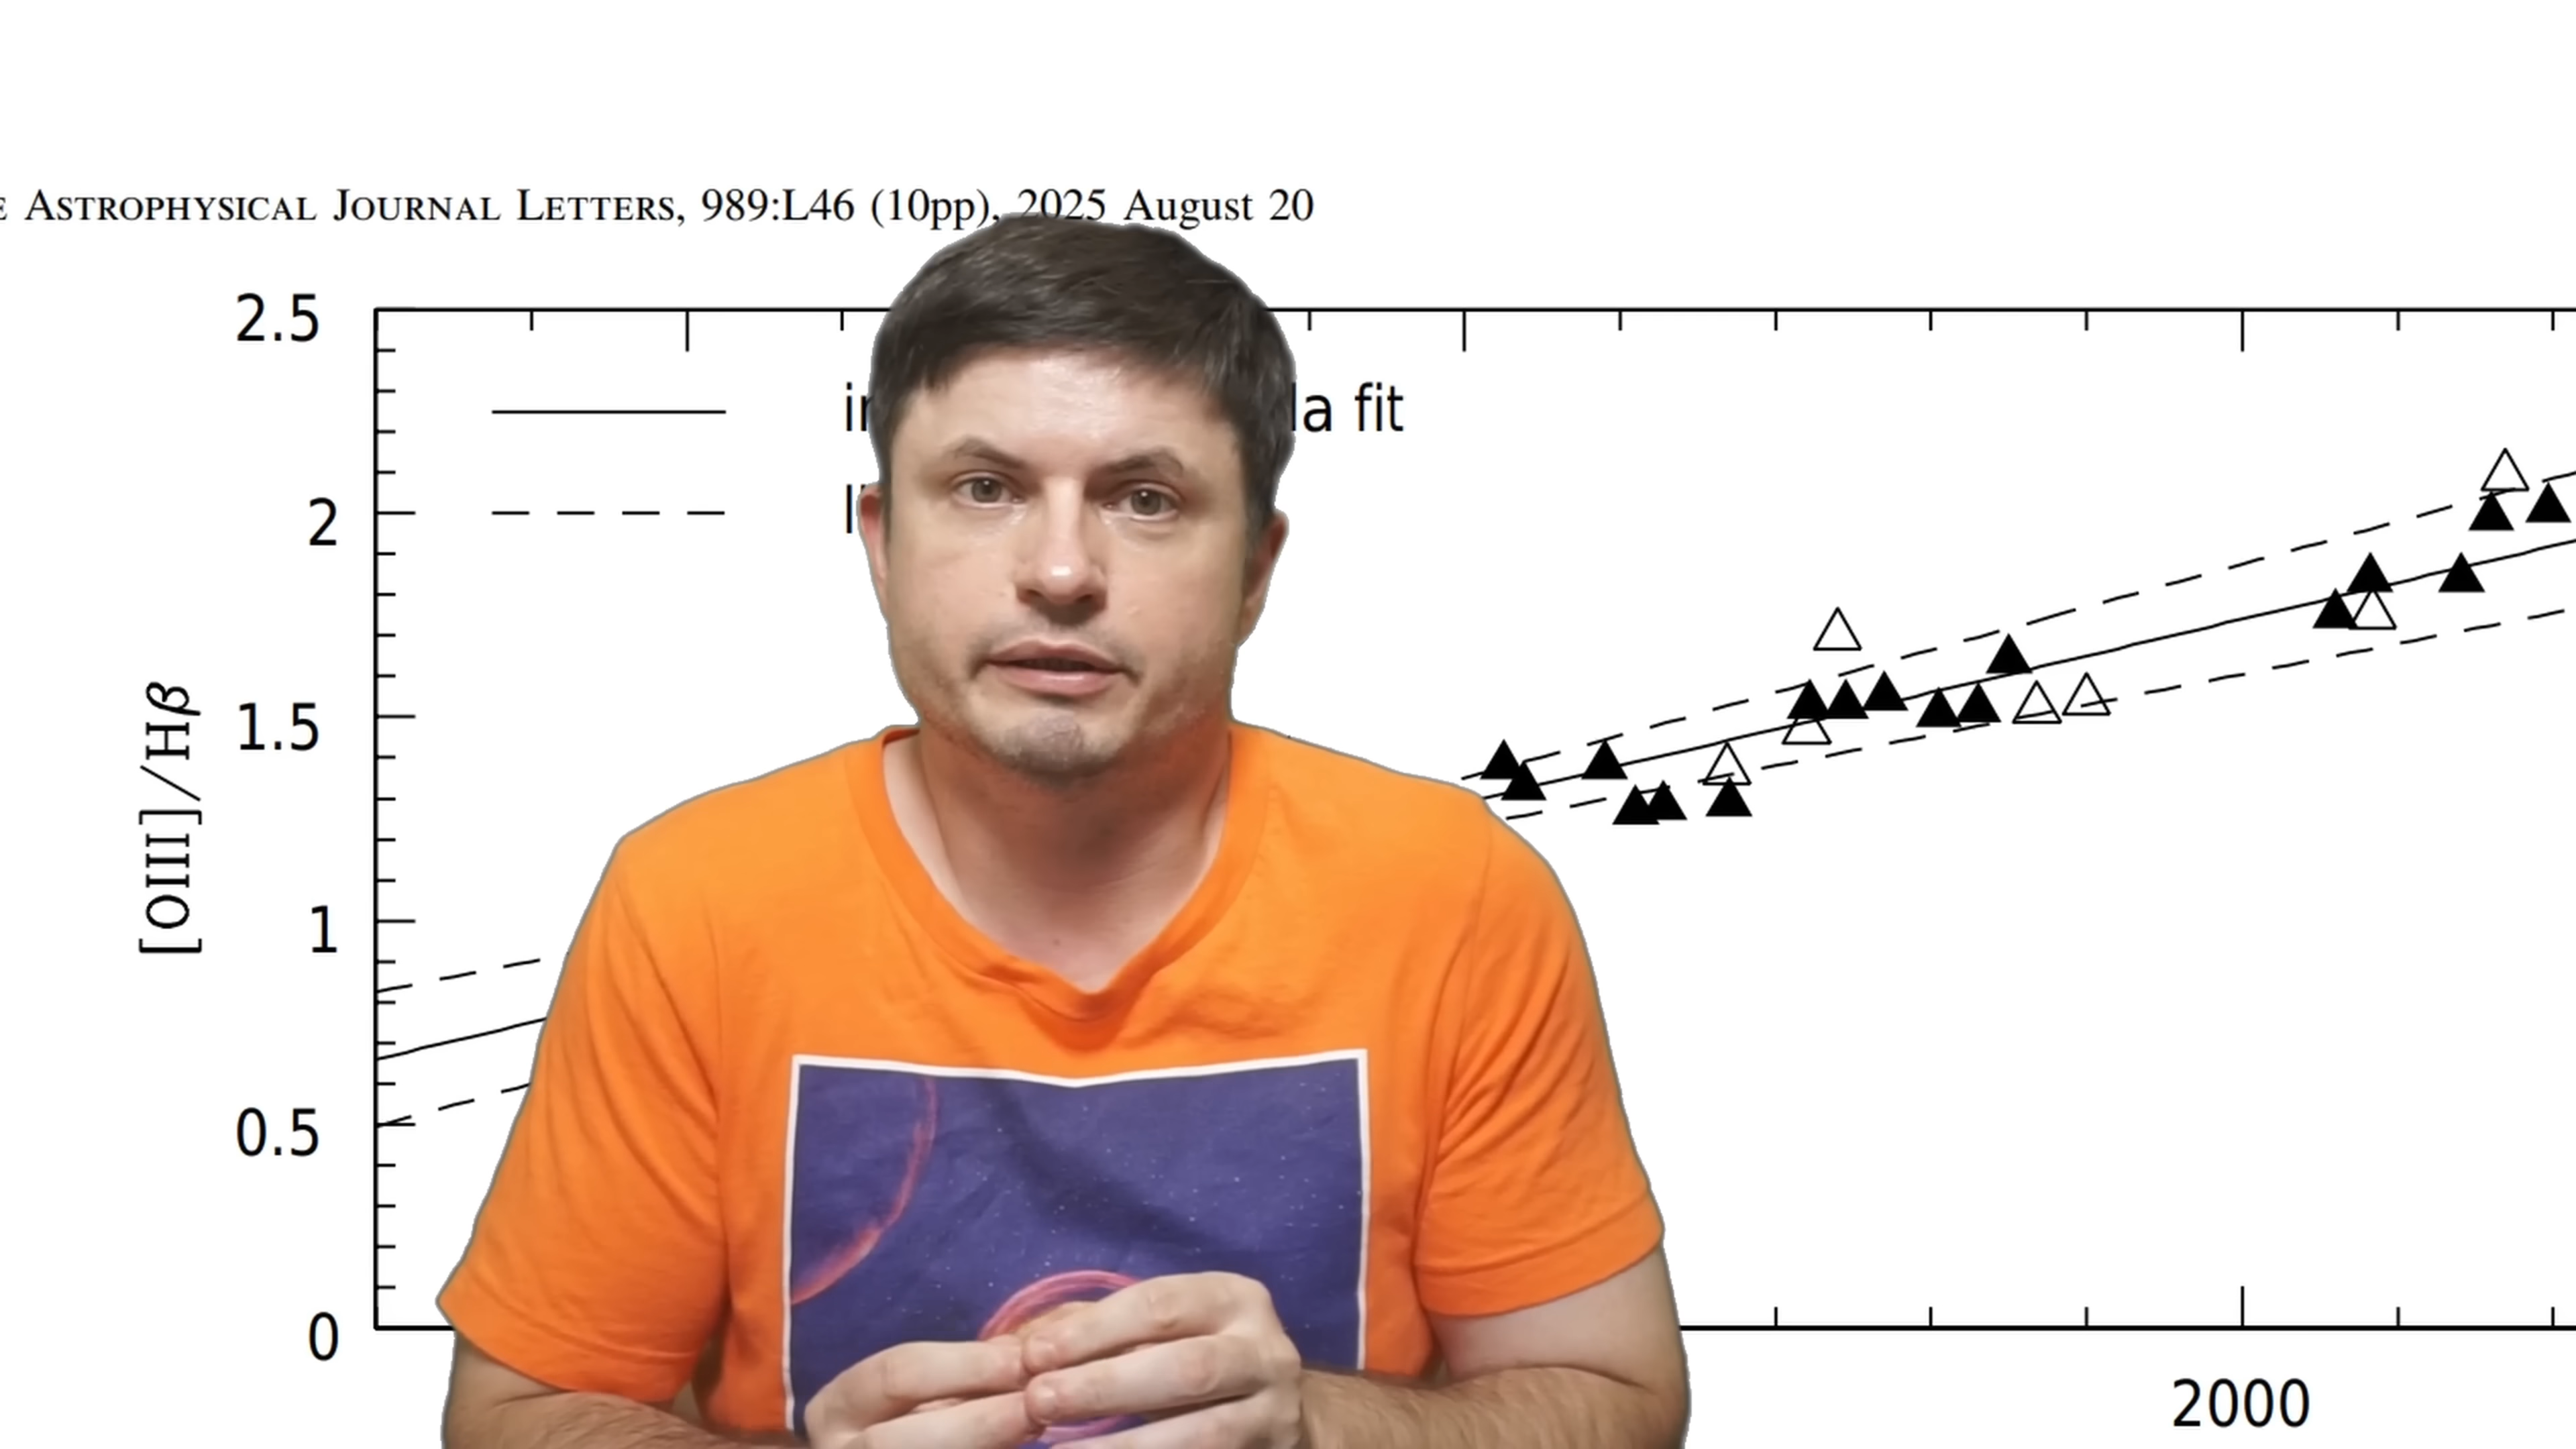 ASTROPHYSICAL JOURNAL LETTERS, 989:L46 (10pp), 2025 August 20
2.5
fit
2
1.5
[OIII]/Hβ
1
0.5
0
2000